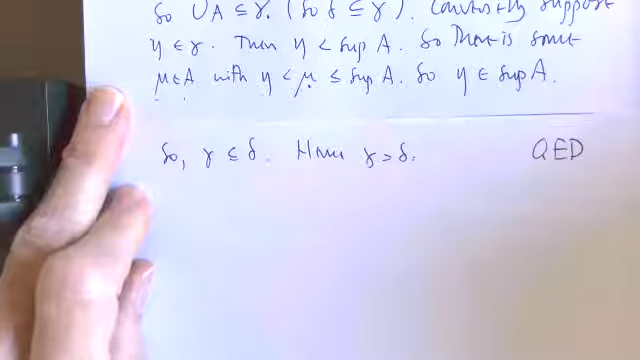 So ∪A ⊆ γ. (So δ ≤ γ). Conversely suppose
η ∈ γ. Then η < sup A. So there is some
μ ∈ A with η < μ ≤ sup A. So η ∈ sup A.
So, γ ⊆ δ. Hence γ = δ. QED